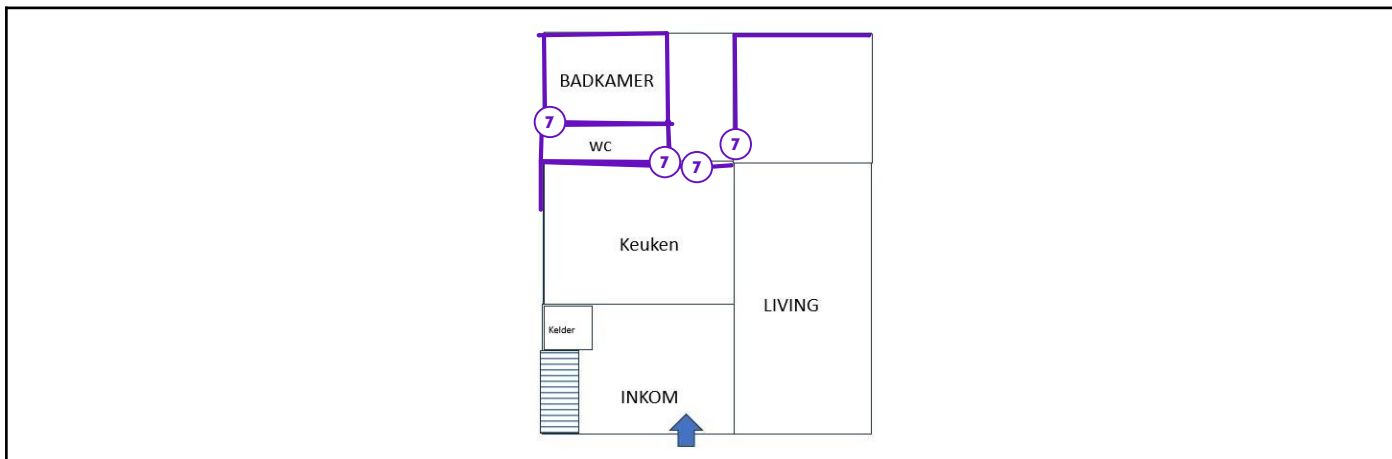 BADKAMER
7
7
WC
7
7
Keuken
LIVING
Kelder
INKOM